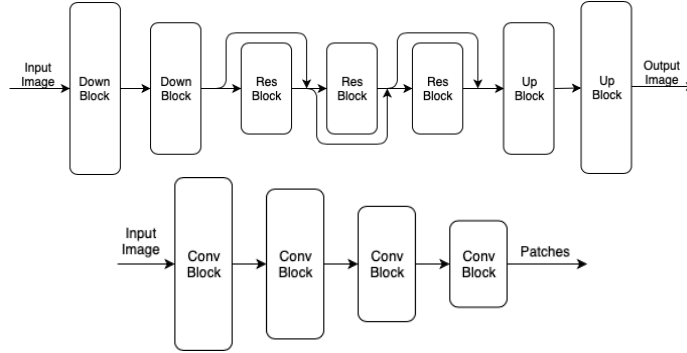 Input
Image
Down
Block
Down
Block
Res
Block
Res
Block
Res
Block
Up
Block
Up
Block
Output
Image
Input
Image
Conv
Block
Conv
Block
Conv
Block
Conv
Block
Patches